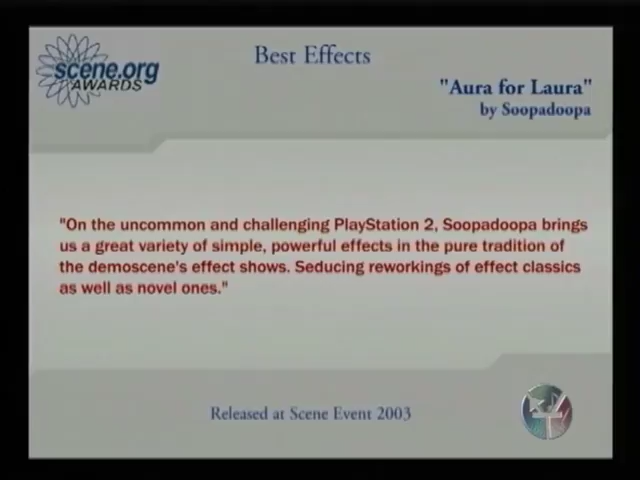 scene.org
AWARDS
Best Effects
"Aura for Laura"
by Soopadoopa
"On the uncommon and challenging PlayStation 2, Soopadoopa brings
us a great variety of simple, powerful effects in the pure tradition of
the demoscene's effect shows. Seducing reworkings of effect classics
as well as novel ones."
Released at Scene Event 2003